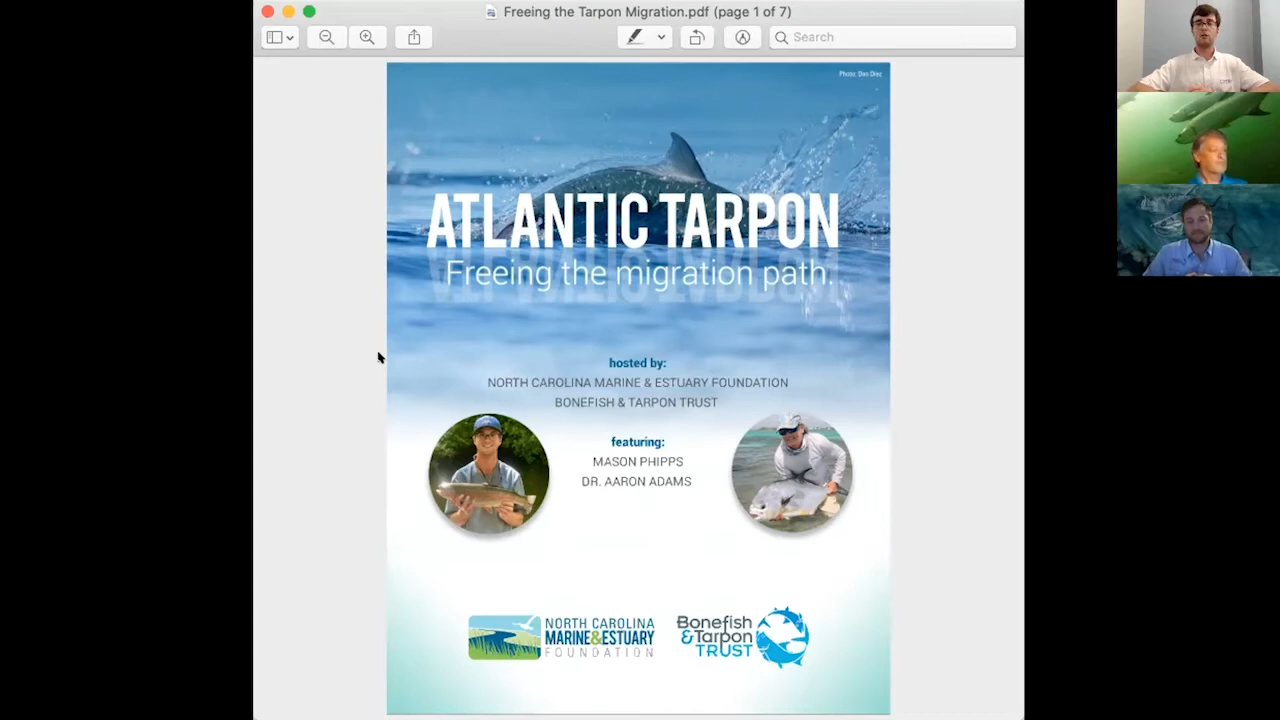 Freeing the Tarpon Migration.pdf (page 1 of 7)
Search
Photo: Dan Diez
ATLANTIC TARPON
Freeing the migration path.
hosted by:
NORTH CAROLINA MARINE & ESTUARY FOUNDATION
BONEFISH & TARPON TRUST
featuring:
MASON PHIPPS
DR. AARON ADAMS
NORTH CAROLINA
MARINE&ESTUARY
FOUNDATION
Bonefish
&Tarpon
TRUST